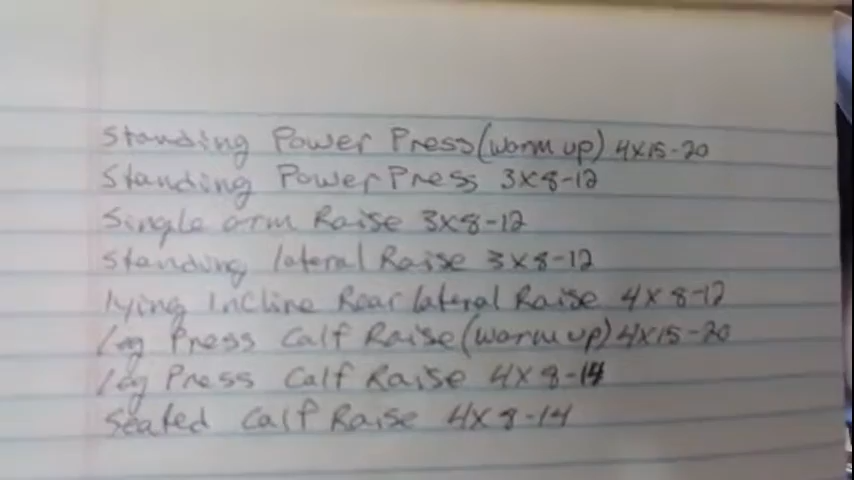 Standing Power Press (warm up) 4x15-20
Standing Power Press 3x8-12
Single arm Raise 3x8-12
Standing lateral Raise 3x8-12
lying Incline Rear lateral Raise 4x8-12
leg Press Calf Raise (warm up) 4x15-20
leg Press Calf Raise 4x8-14
Seated Calf Raise 4x8-14